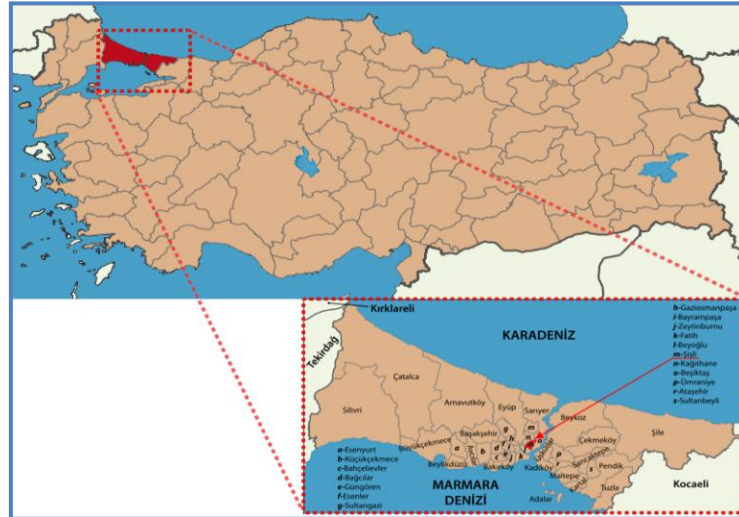 Kırklareli
Tekirdağ
KARADENİZ
h-Gaziosmanpaşa
i-Bayrampaşa
j-Zeytinburnu
k-Fatih
l-Beyoğlu
m-Şişli
n-Kağıthane
o-Beşiktaş
p-Ümraniye
r-Ataşehir
s-Sultanbeyli
Çatalca
Silivri
Arnavutköy
Eyüp
Sarıyer
Beykoz
Şile
Başakşehir
Büyükçekmece
Avcılar
Beylikdüzü
Bakırköy
g
m
h
n
o
a
b
d
f
c
e
j
k
p
s
Üsküdar
Kadıköy
Çekmeköy
Sancaktepe
Maltepe
Kartal
Pendik
Tuzla
Adalar
Kocaeli
MARMARA
DENİZİ
a-Esenyurt
b-Küçükçekmece
c-Bahçelievler
d-Bağcılar
e-Güngören
f-Esenler
g-Sultangazi